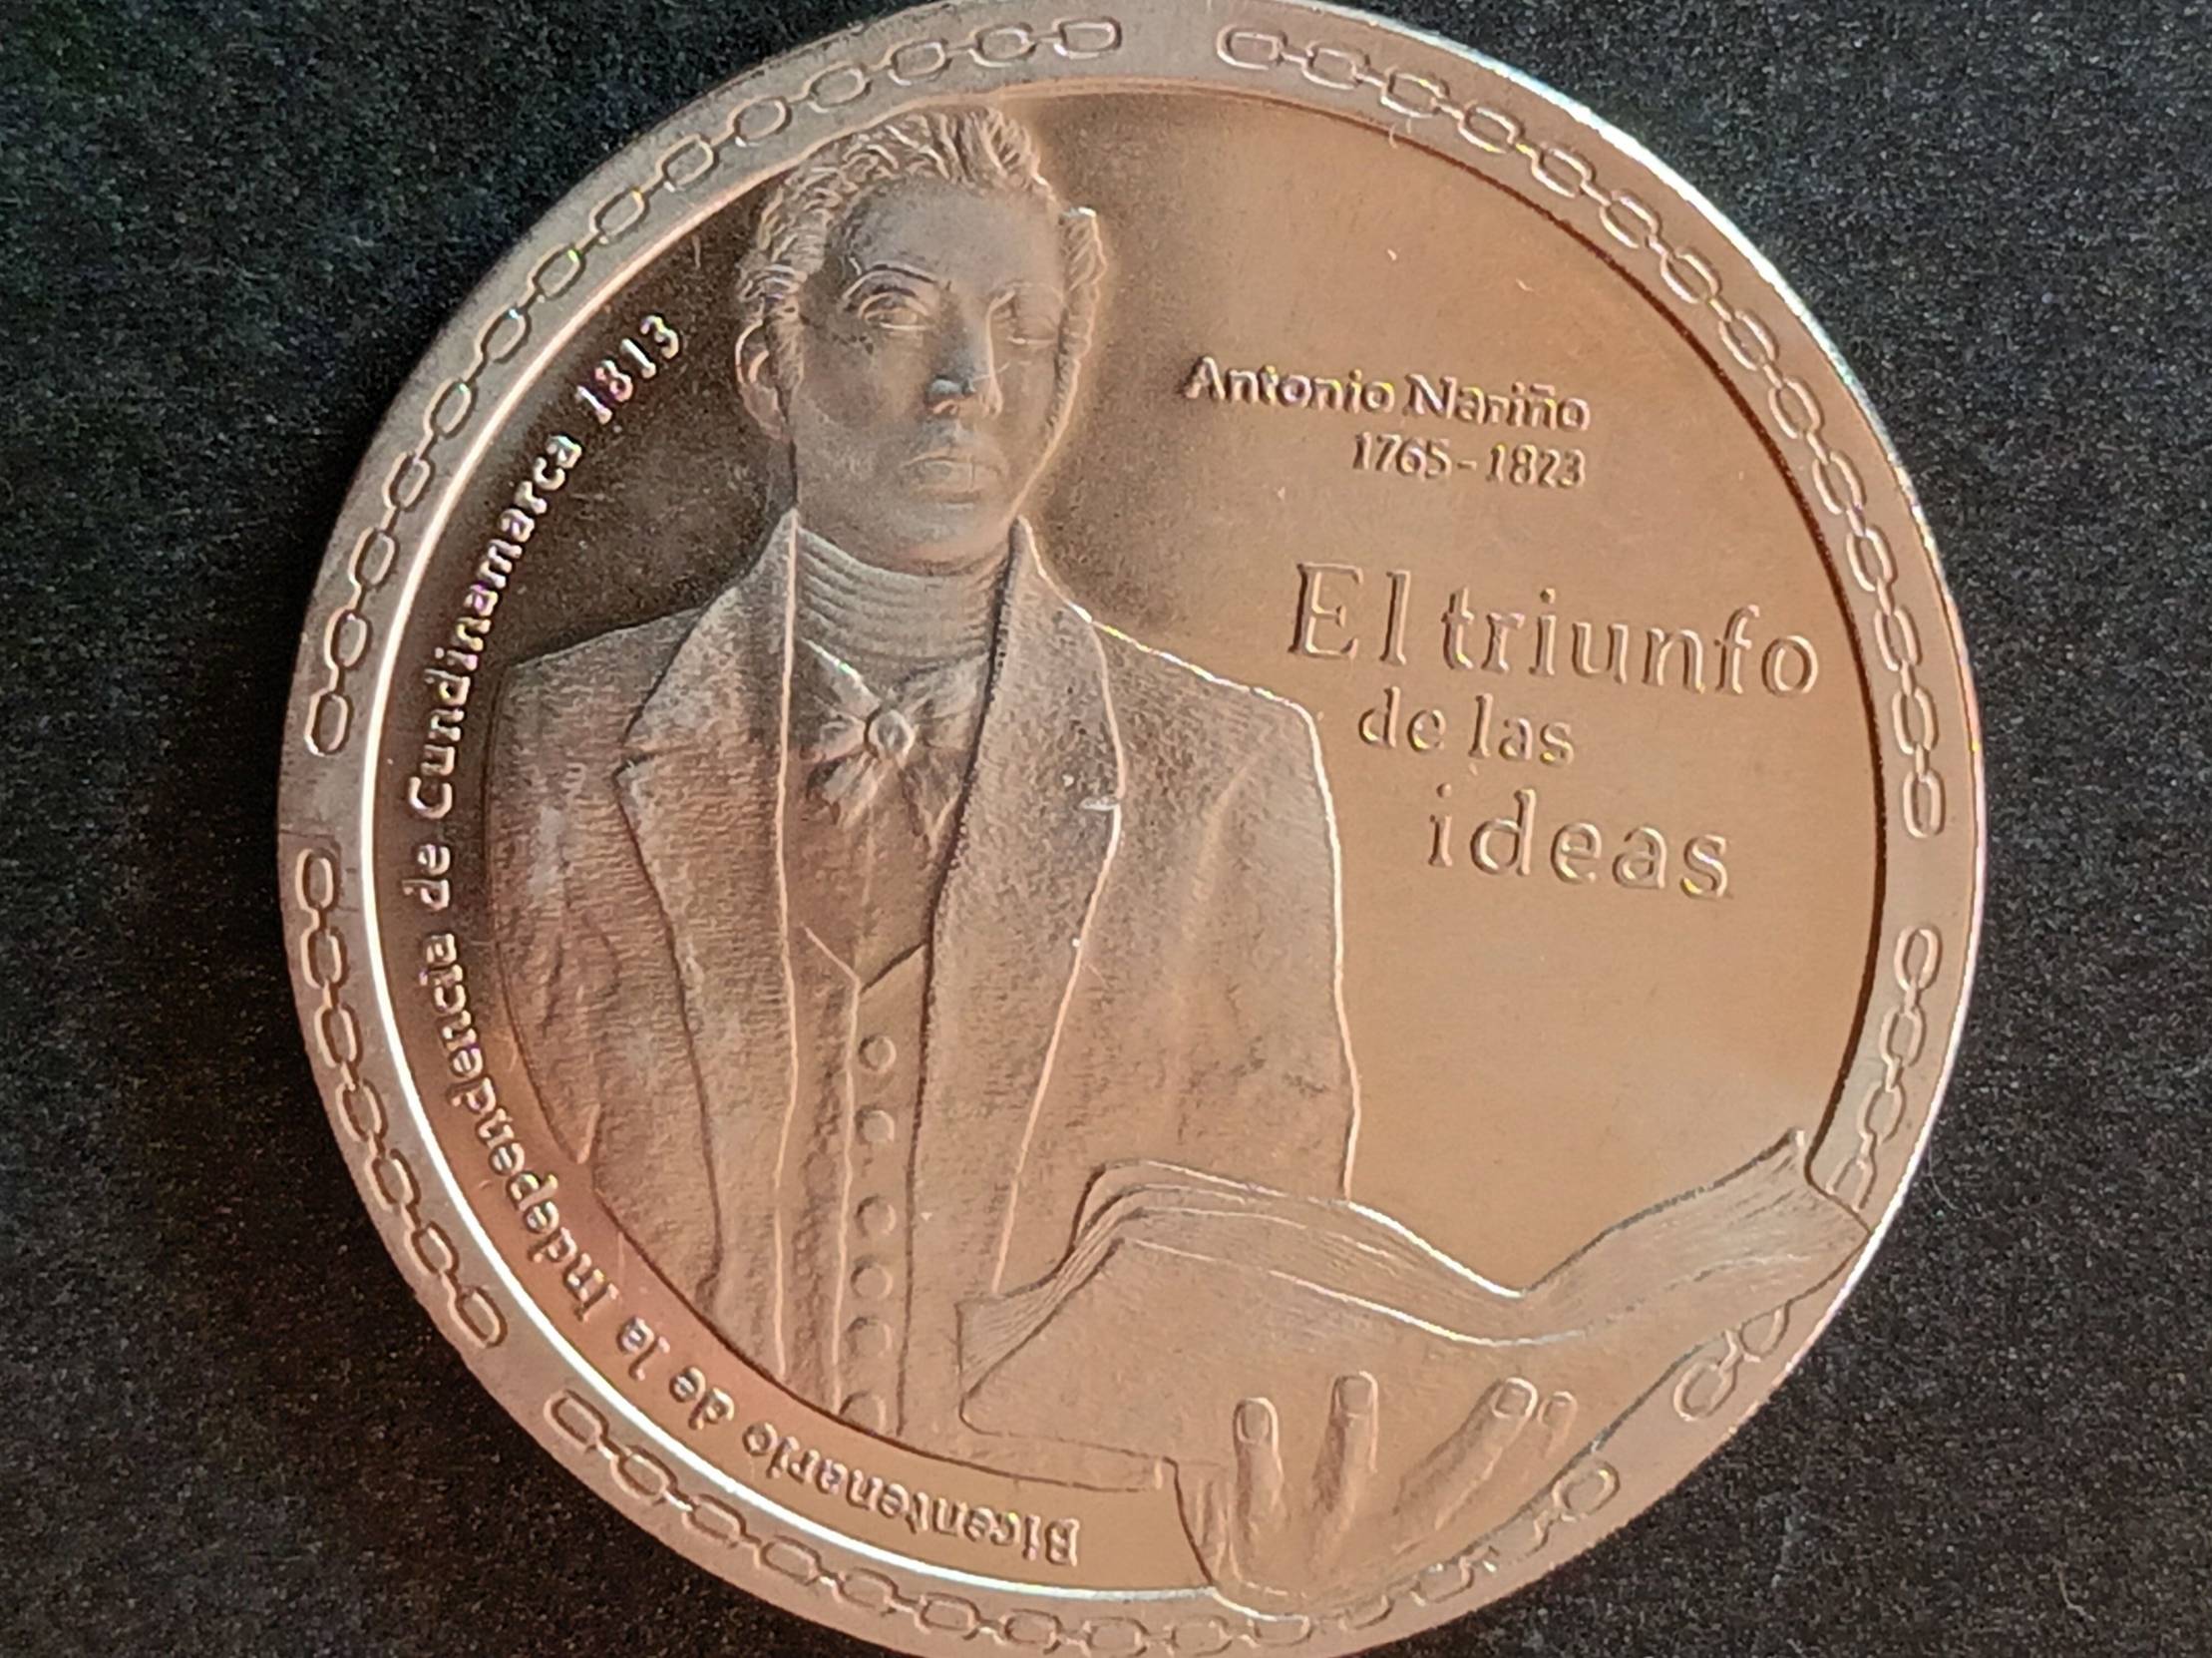 Bicentenario de la Independencia de Cundinamarca 1813
Antonio Nariño
1765-1823
El triunfo
de las
ideas